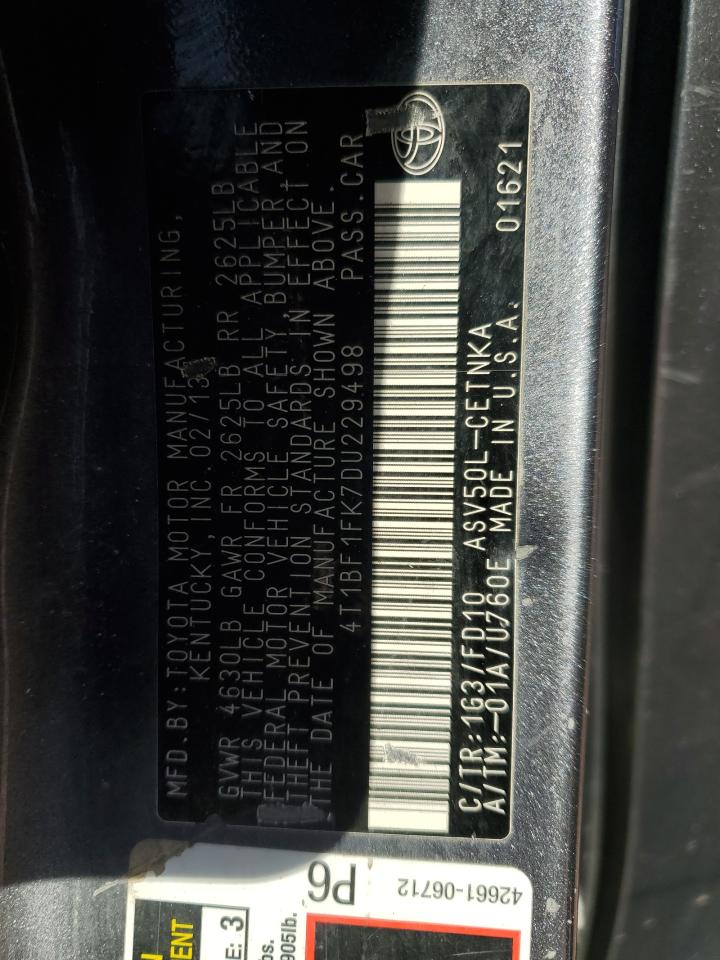 MFD.BY:TOYOTA MOTOR MANUFACTURING,
KENTUCKY, INC. 02/13
GVWR 4630LB GAWR FR 2625LB RR 2625LB
THIS VEHICLE CONFORMS TO ALL APPLICABLE
FEDERAL MOTOR VEHICLE SAFETY,BUMPER AND
THEFT PREVENTION STANDARDS IN EFFECT ON
THE DATE OF MANUFACTURE SHOWN ABOVE.
4T1BF1FK7DU229498 PASS.CAR
C/TR:1G3/FD10 ASV50L-CETNKA
A/TM:-01A/U760E MADE IN U.S.A. 01621
P6
42661-06712
E: 3
905lb.